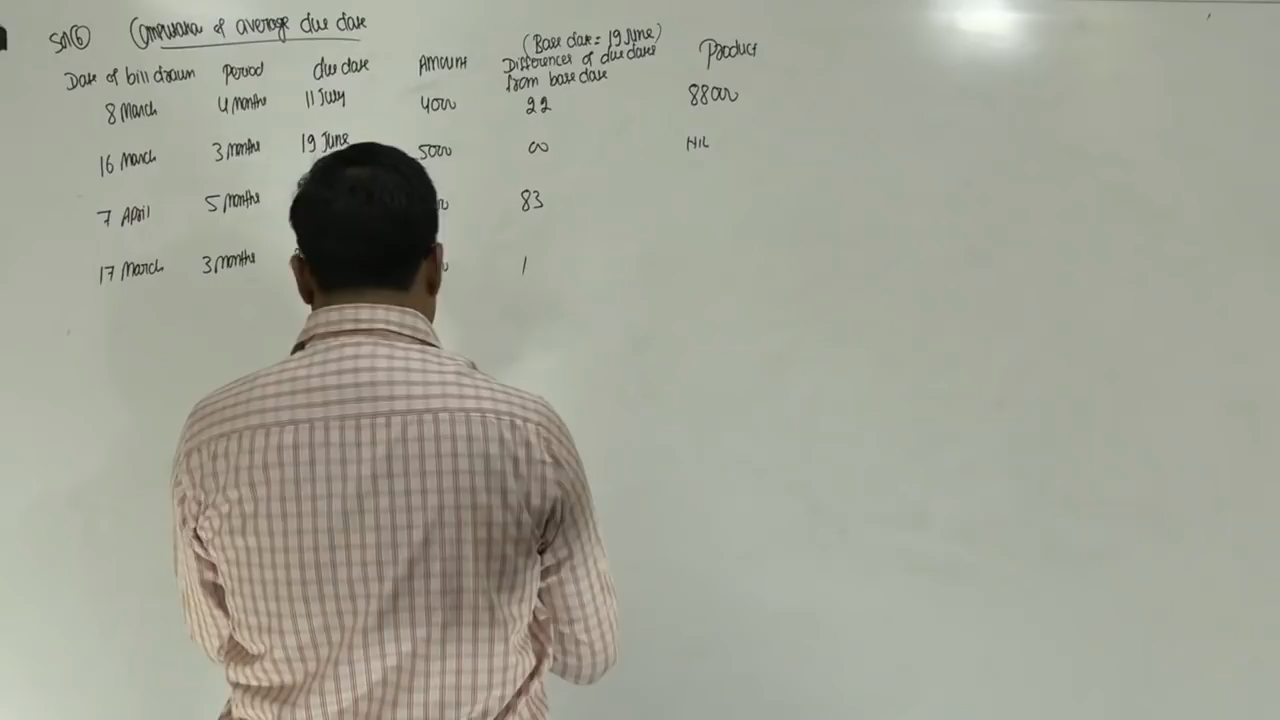 Soln ⑥ Computation of average due date
(Base date = 19 June)
Date of bill drawn Period due date Amount Differences of due dates from base date Product
8 March 4 months 11 July 4000 22 88000
16 March 3 months 19 June 5000 00 NIL
7 April 5 months 83
17 March 3 months 1